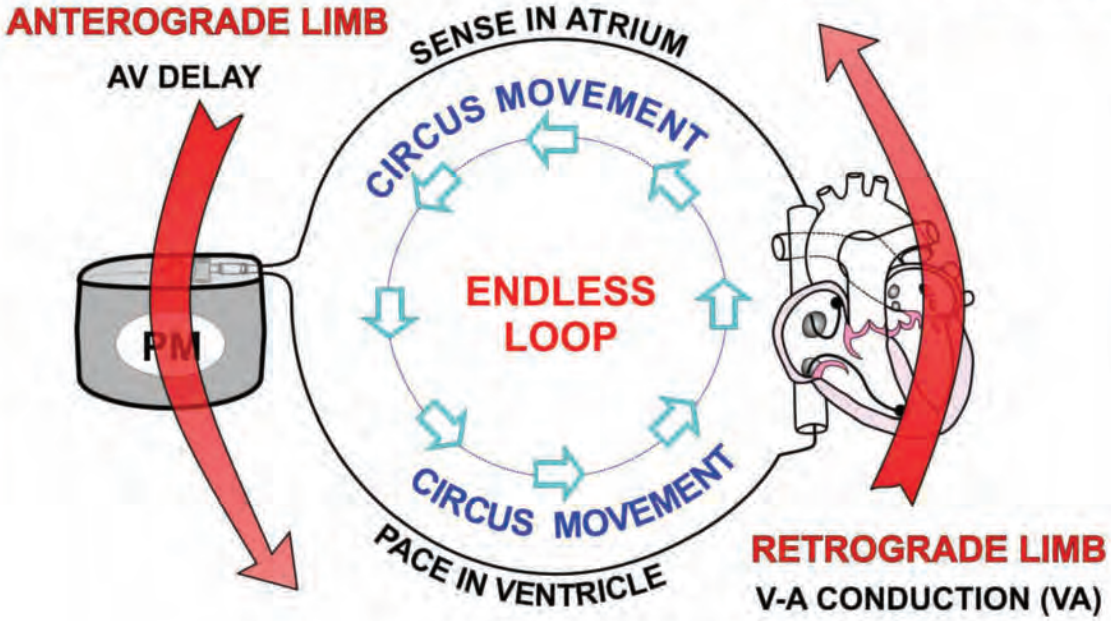 ANTEROGRADE LIMB
AV DELAY
SENSE IN ATRIUM
CIRCUS MOVEMENT
ENDLESS
LOOP
PM
CIRCUS MOVEMENT
PACE IN VENTRICLE
RETROGRADE LIMB
V-A CONDUCTION (VA)